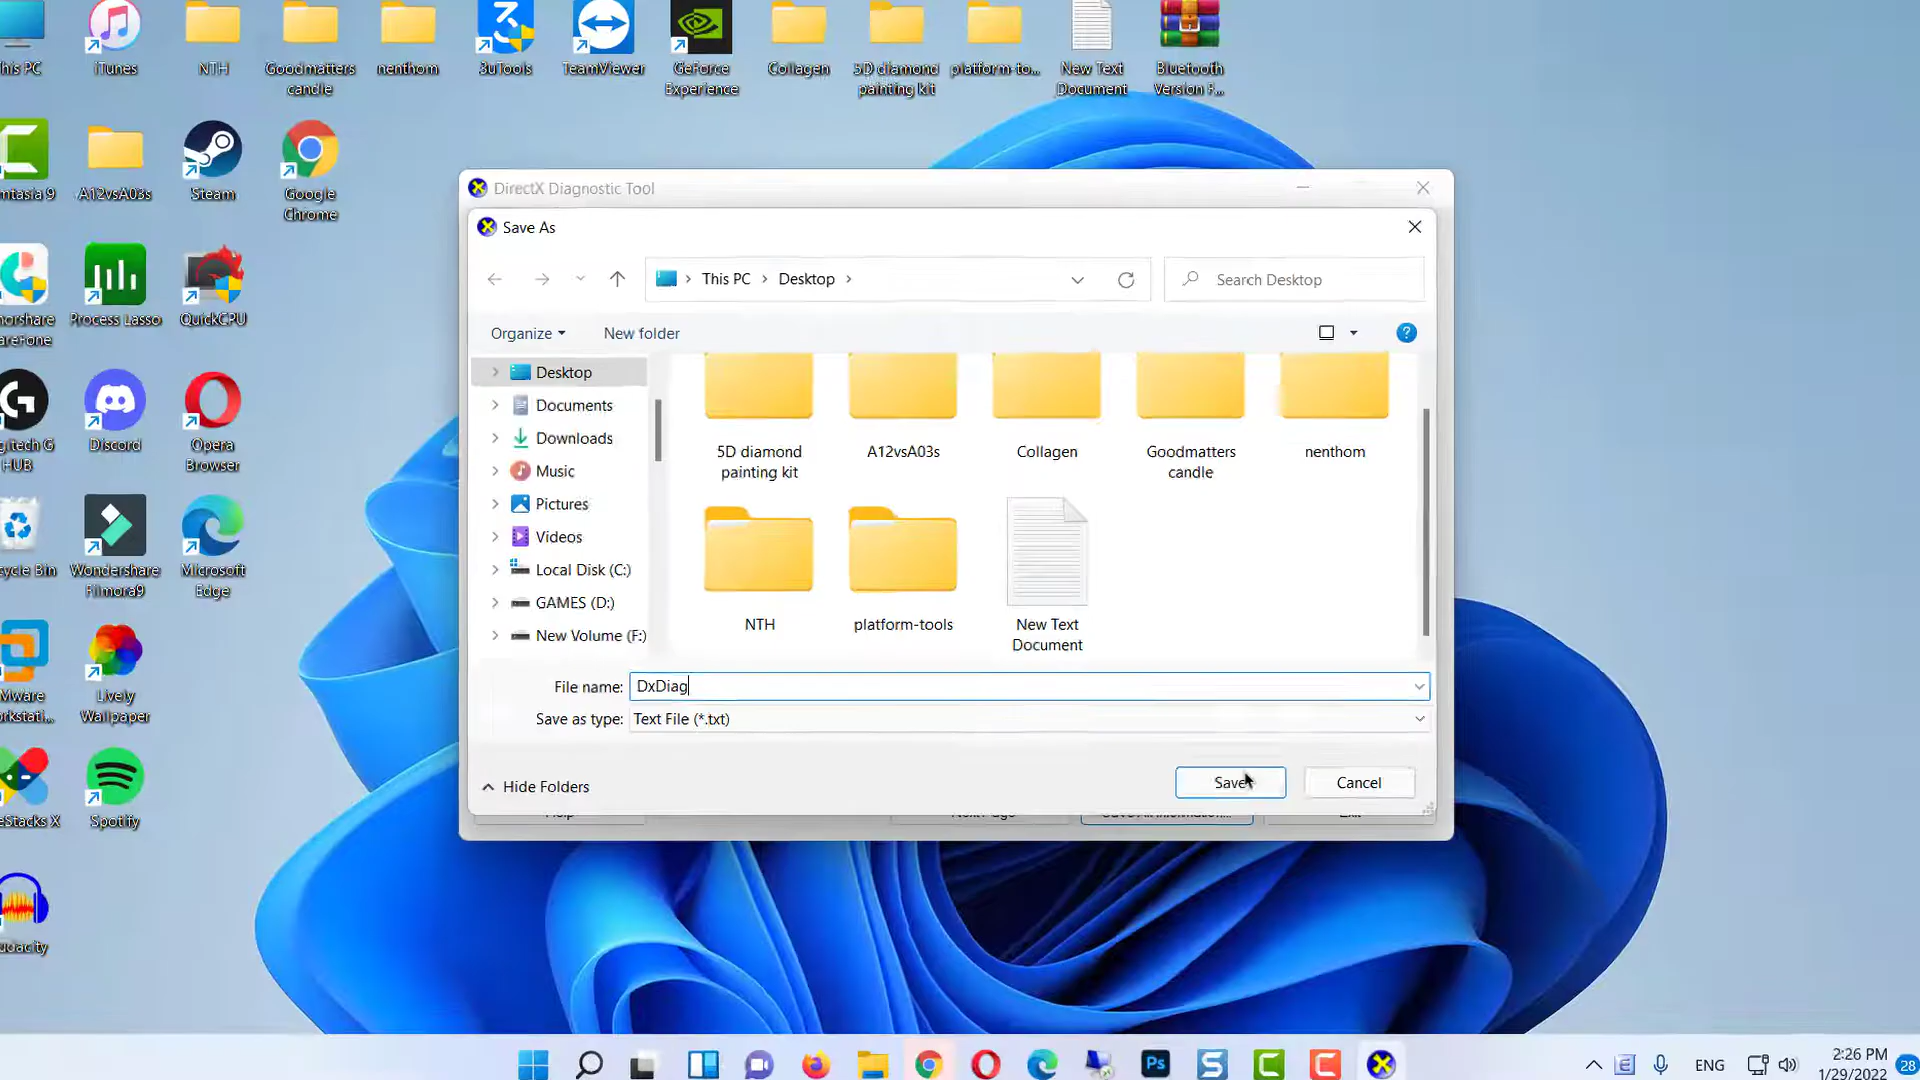 This PC
iTunes
NTH
Goodmatters
candle
nenthom
3uTools
TeamViewer
GeForce
Experience
Collagen
5D diamond
painting kit
platform-to...
New Text
Document
Bluetooth
Version F...
mtasia 9
A12vsA03s
Steam
Google
Chrome
Process Lasso
QuickCPU
gitech G
HUB
Discord
Opera
Browser
cycle Bin
Wondershare
Filmora9
Microsoft
Edge
Mware
rkstati...
Lively
Wallpaper
eStacks X
Spotify
udacity
DirectX Diagnostic Tool
Save As
This PC
Desktop
Search Desktop
Organize
New folder
Desktop
Documents
Downloads
Music
Pictures
Videos
Local Disk (C:)
GAMES (D:)
New Volume (F:)
5D diamond
painting kit
A12vsA03s
Collagen
Goodmatters
candle
nenthom
NTH
platform-tools
New Text
Document
File name: DxDiag
Save as type: Text File (*.txt)
Hide Folders
Save
Cancel
ENG
2:26 PM
1/29/2022
28